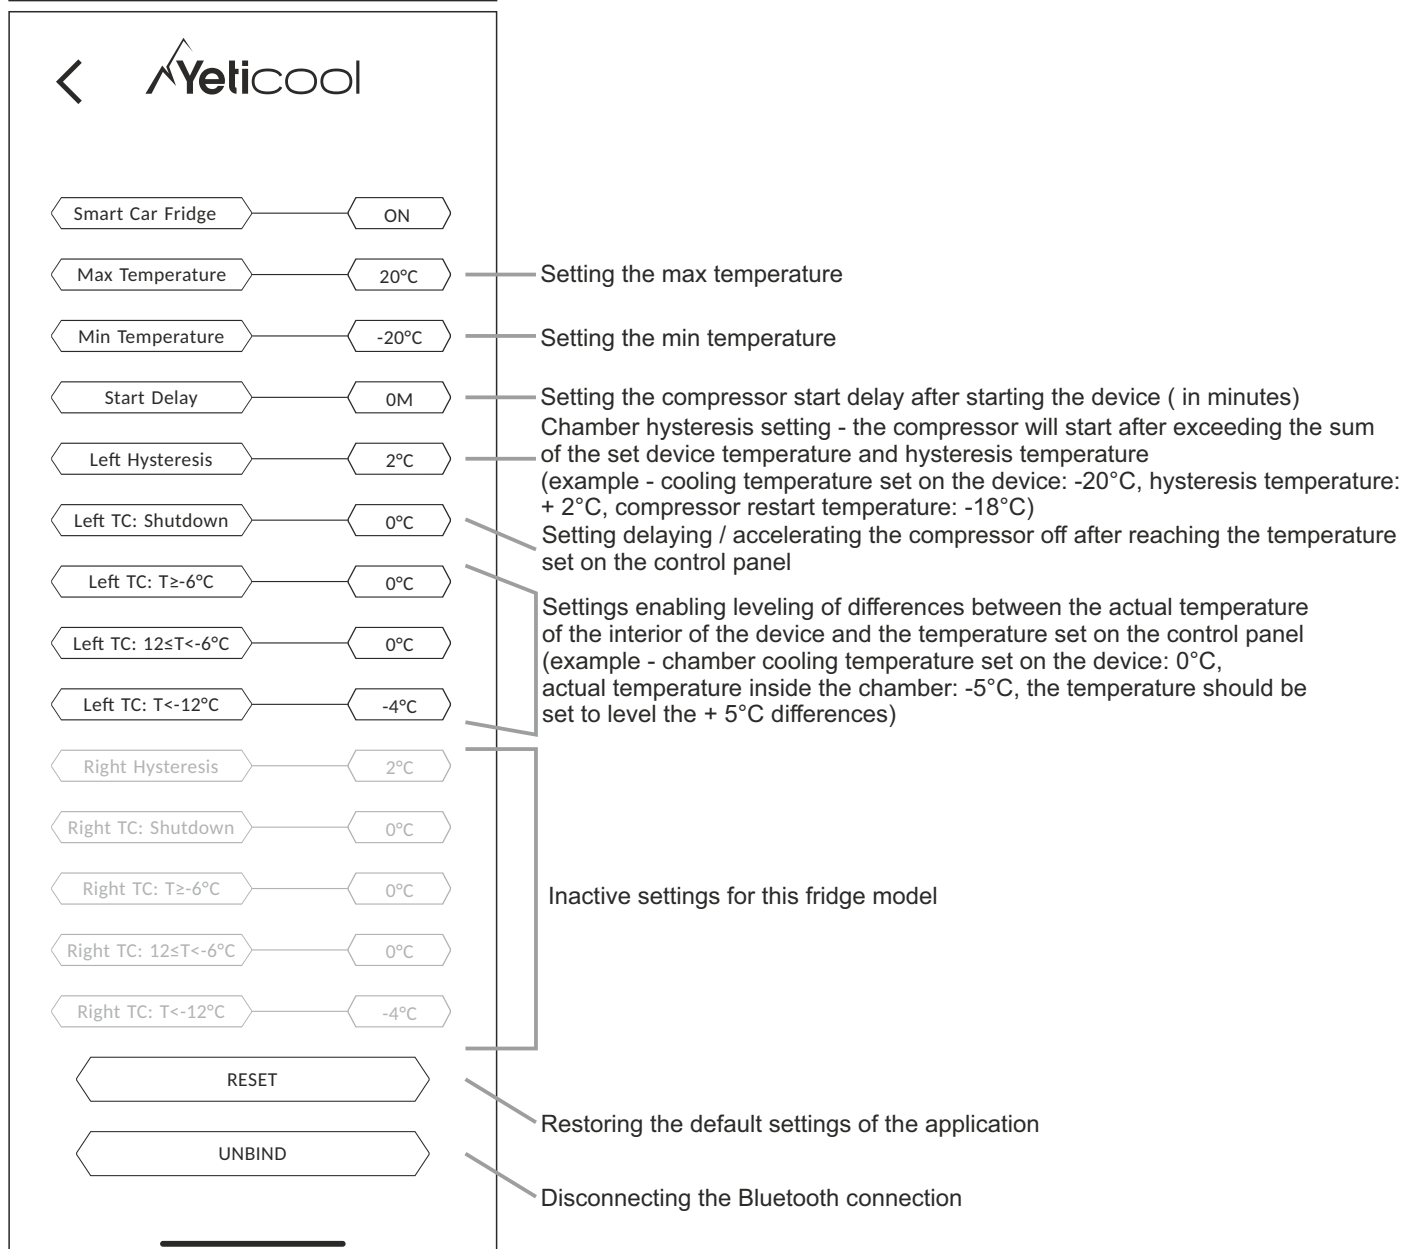 Yeticool
Smart Car Fridge ON
Max Temperature 20°C Setting the max temperature
Min Temperature -20°C Setting the min temperature
Start Delay 0M Setting the compressor start delay after starting the device ( in minutes)
Chamber hysteresis setting - the compressor will start after exceeding the sum
Left Hysteresis 2°C of the set device temperature and hysteresis temperature
(example - cooling temperature set on the device: -20°C, hysteresis temperature:
+ 2°C, compressor restart temperature: -18°C)
Left TC: Shutdown 0°C Setting delaying / accelerating the compressor off after reaching the temperature
set on the control panel
Left TC: T≥-6°C 0°C
Settings enabling leveling of differences between the actual temperature
Left TC: 12≤T<-6°C 0°C of the interior of the device and the temperature set on the control panel
(example - chamber cooling temperature set on the device: 0°C,
actual temperature inside the chamber: -5°C, the temperature should be
Left TC: T<-12°C -4°C set to level the + 5°C differences)
Right Hysteresis 2°C
Right TC: Shutdown 0°C
Right TC: T≥-6°C 0°C Inactive settings for this fridge model
Right TC: 12≤T<-6°C 0°C
Right TC: T<-12°C -4°C
RESET
Restoring the default settings of the application
UNBIND
Disconnecting the Bluetooth connection